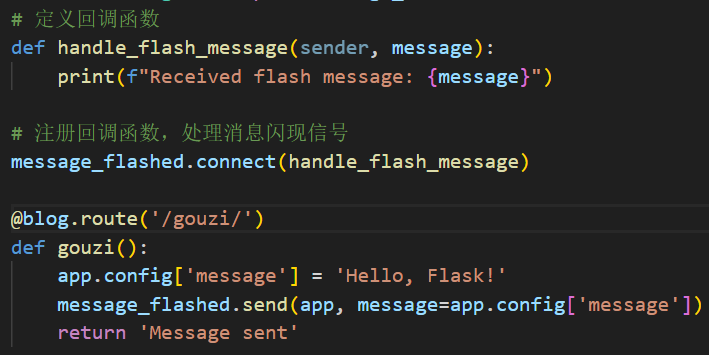 # 定义回调函数
def handle_flash_message(sender, message):
    print(f"Received flash message: {message}")
# 注册回调函数，处理消息闪现信号
message_flashed.connect(handle_flash_message)
@blog.route('/gouzi/')
def gouzi():
    app.config['message'] = 'Hello, Flask!'
    message_flashed.send(app, message=app.config['message'])
    return 'Message sent'